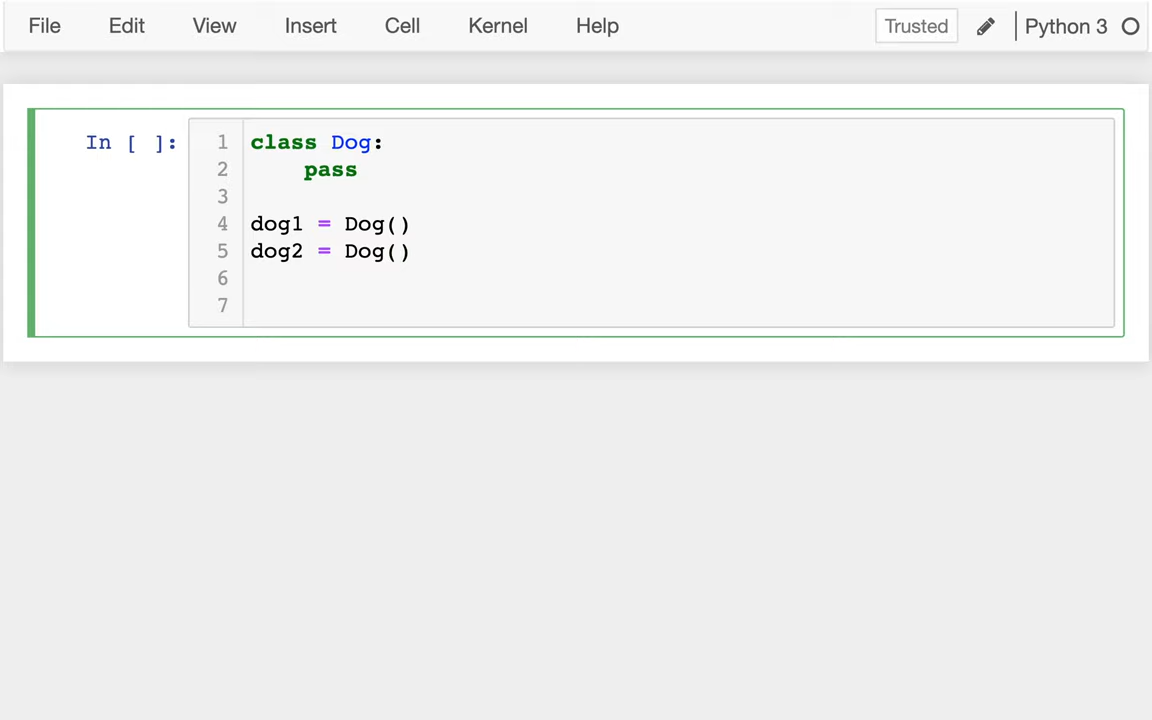 File Edit View Insert Cell Kernel Help Trusted Python 3
In [ ]:
1 class Dog:
2     pass
3
4 dog1 = Dog()
5 dog2 = Dog()
6
7